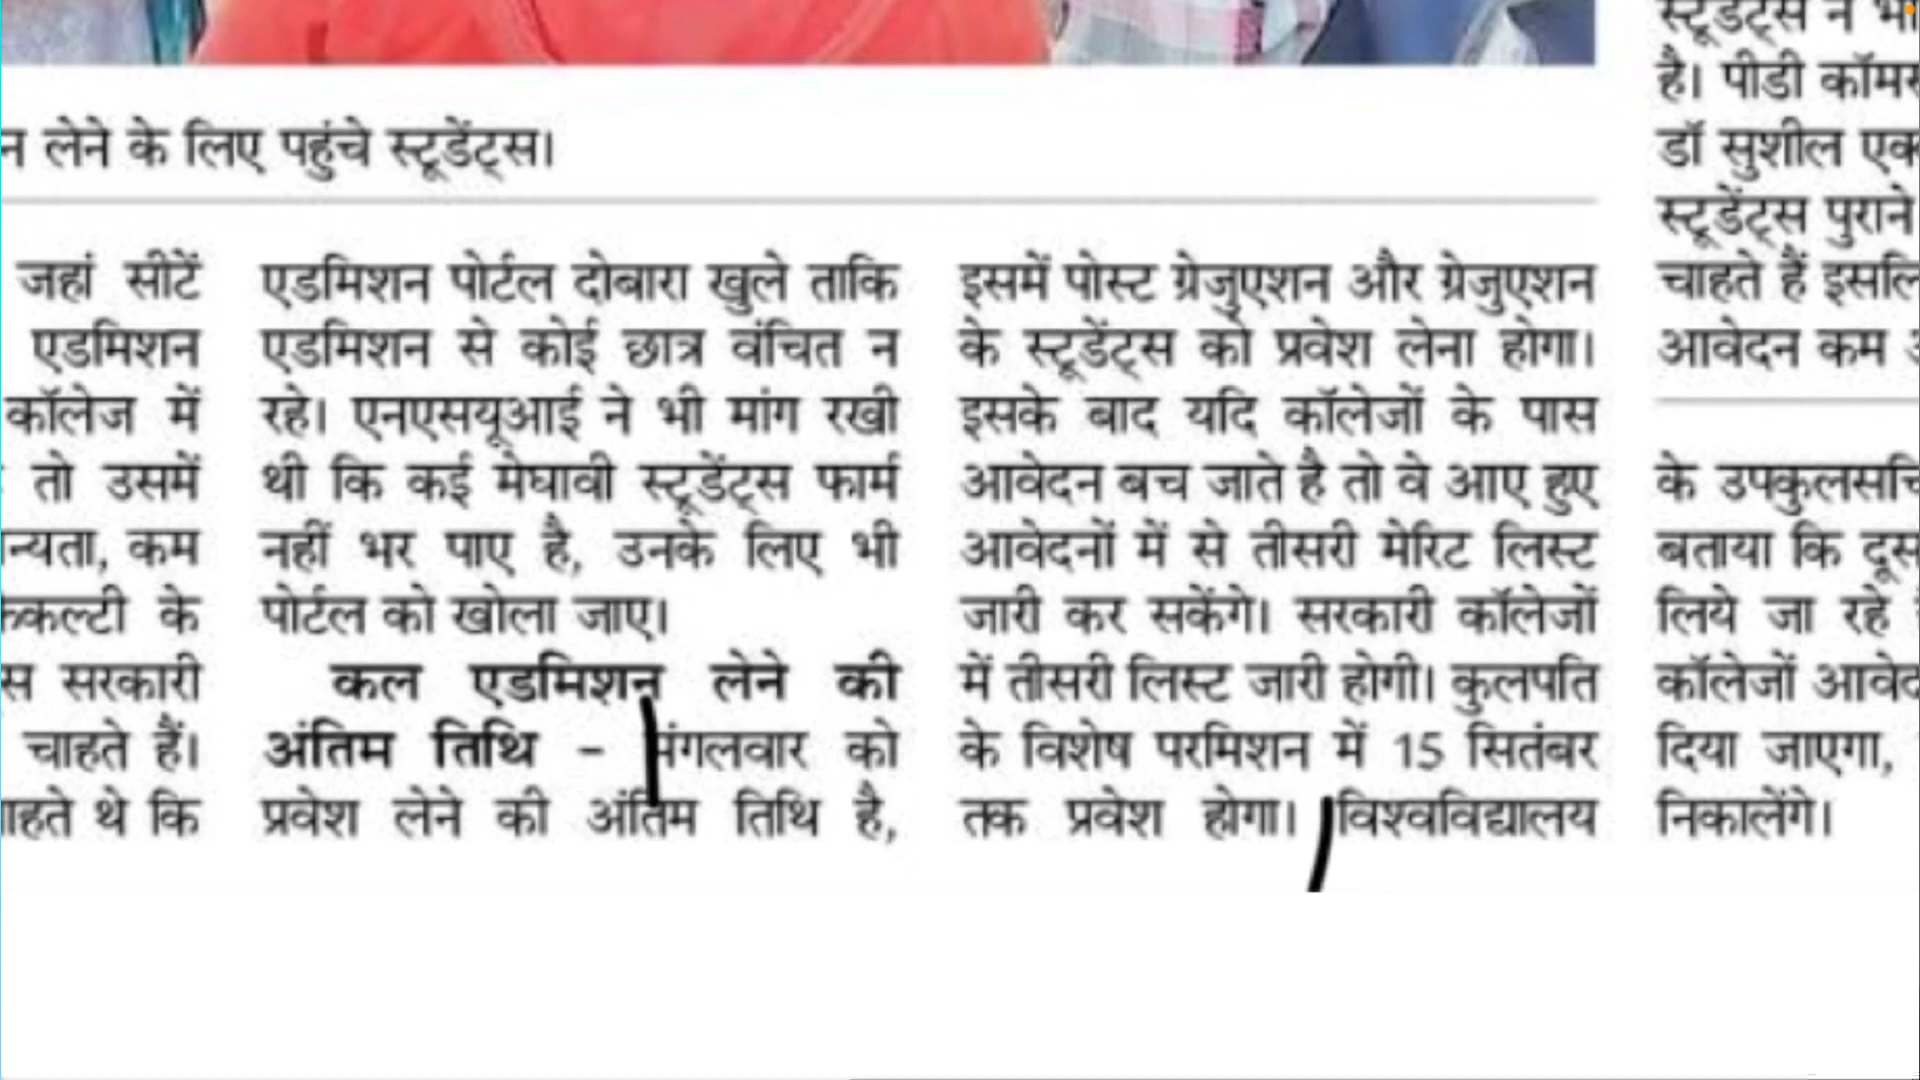 न लेने के लिए पहुंचे स्टूडेंट्स।
जहां सीटें
एडमिशन
कॉलेज में
तो उसमें
न्यता, कम
कल्टी के
स सरकारी
चाहते हैं।
ाहते थे कि
एडमिशन पोर्टल दोबारा खुले ताकि
एडमिशन से कोई छात्र वंचित न
रहे। एनएसयूआई ने भी मांग रखी
थी कि कई मेघावी स्टूडेंट्स फार्म
नहीं भर पाए है, उनके लिए भी
पोर्टल को खोला जाए।
कल एडमिशन लेने की
अंतिम तिथि - मंगलवार को
प्रवेश लेने की अंतिम तिथि है,
इसमें पोस्ट ग्रेजुएशन और ग्रेजुएशन
के स्टूडेंट्स को प्रवेश लेना होगा।
इसके बाद यदि कॉलेजों के पास
आवेदन बच जाते है तो वे आए हुए
आवेदनों में से तीसरी मेरिट लिस्ट
जारी कर सकेंगे। सरकारी कॉलेजों
में तीसरी लिस्ट जारी होगी। कुलपति
के विशेष परमिशन में 15 सितंबर
तक प्रवेश होगा। विश्वविद्यालय
स्टूडेंट्स ने भी
है। पीडी कॉमर्स
डॉ सुशील एक
स्टूडेंट्स पुराने
चाहते हैं इसलि
आवेदन कम
के उपकुलसचि
बताया कि दूस
लिये जा रहे
कॉलेजों आवेद
दिया जाएगा,
निकालेंगे।